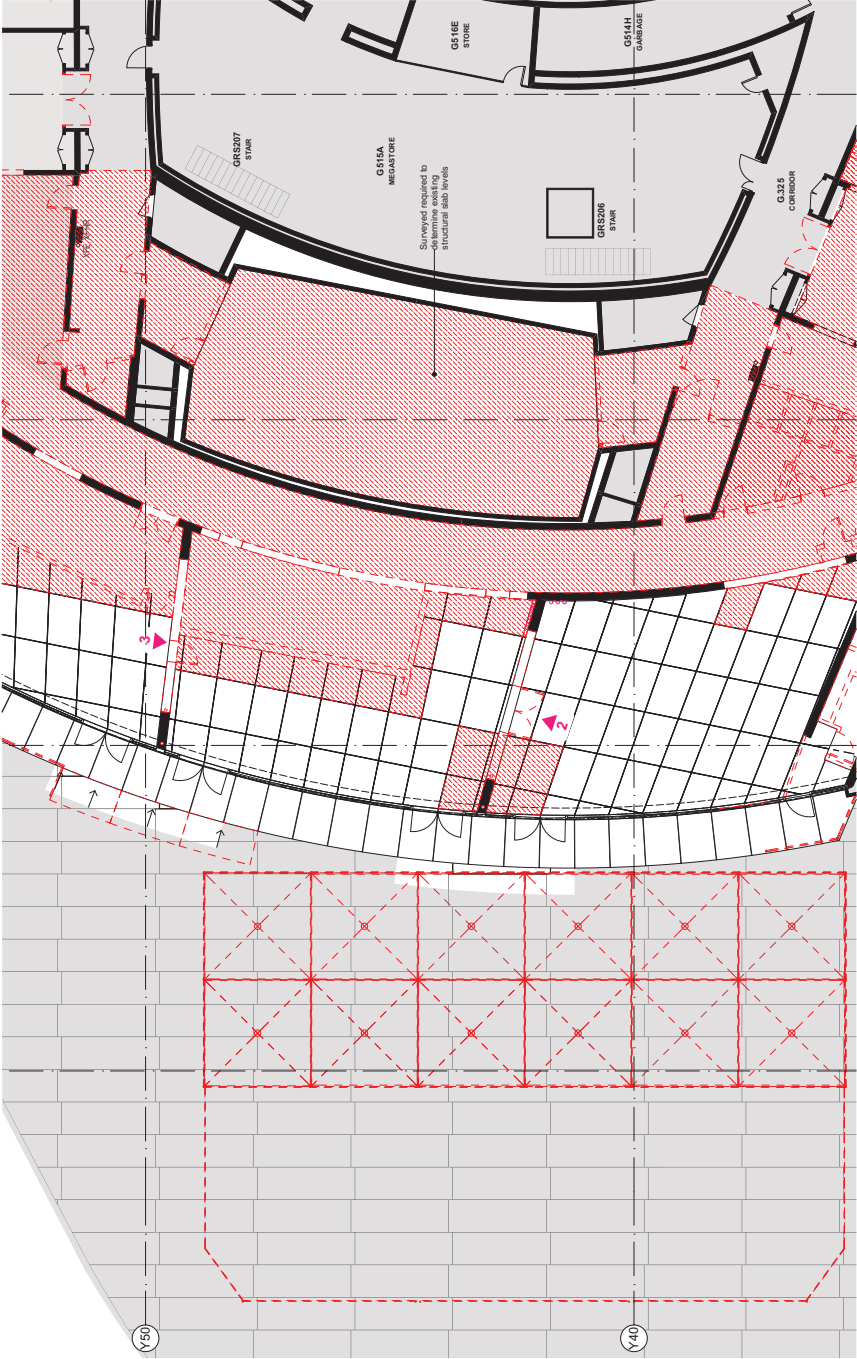 G516E
STORE
G514H
GARBAGE
GRS207
STAIR
G515A
MEGASTORE
Surveyed required to
determine existing
structural slab levels
GRS206
STAIR
G.325
CORRIDOR
3
2
Y50
Y40